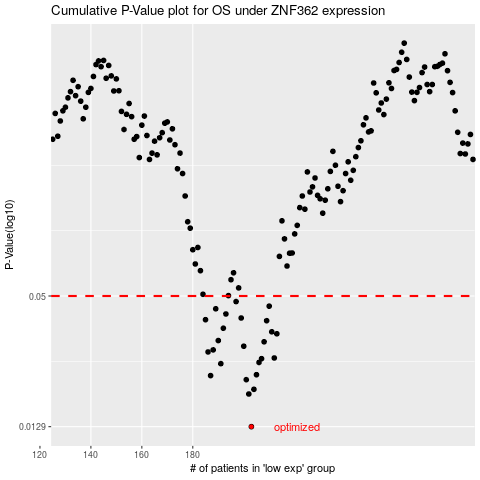 Cumulative P-Value plot for OS under ZNF362 expression
P-Value(log10)
0.05
0.0129
optimized
120 140 160 180
# of patients in 'low exp' group